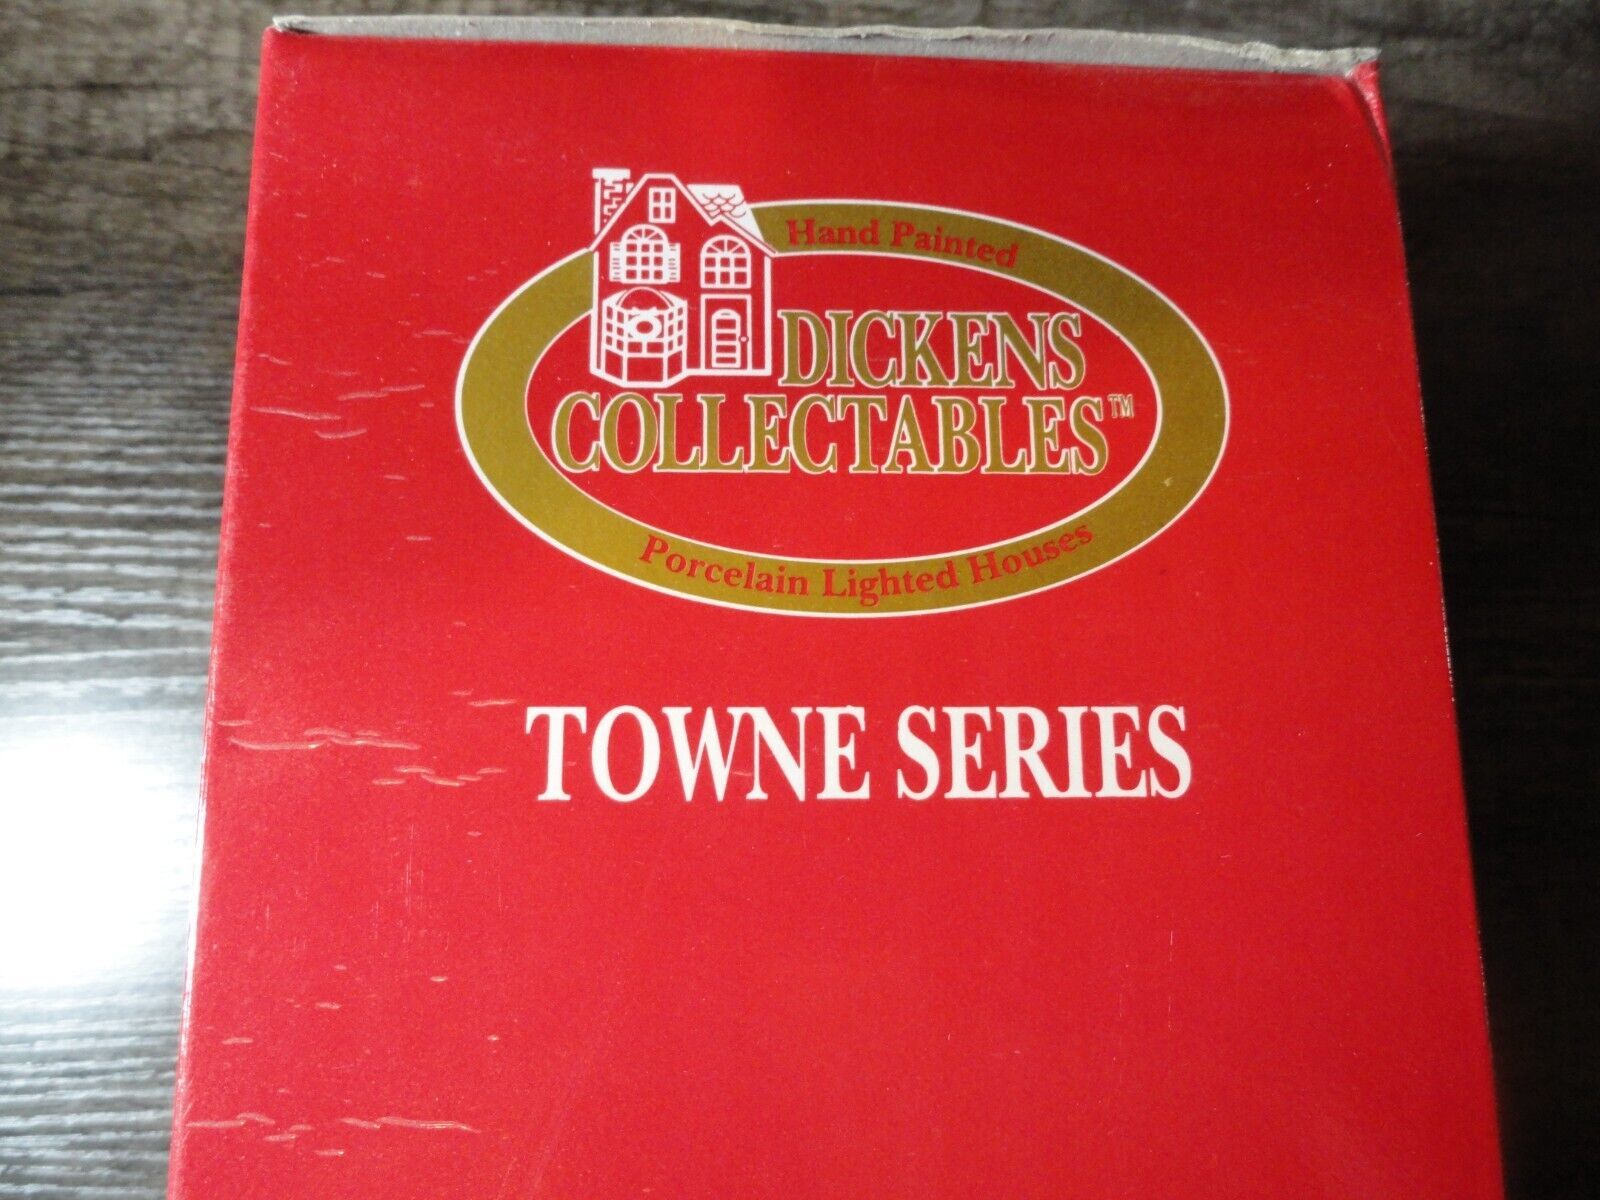 Hand Painted
DICKENS
COLLECTABLES™
Porcelain Lighted Houses
TOWNE SERIES